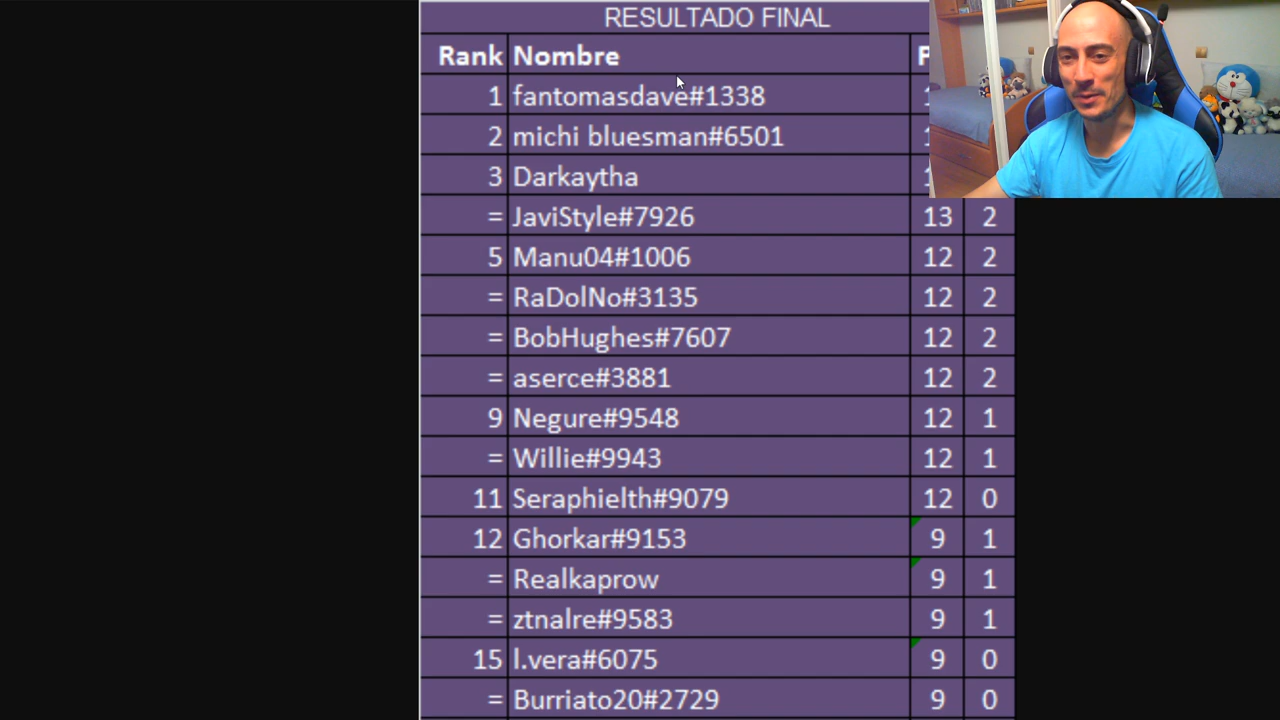 RESULTADO FINAL
Rank Nombre
1 fantomasdave#1338
2 michi bluesman#6501
3 Darkaytha
= JaviStyle#7926 13 2
5 Manu04#1006 12 2
= RaDolNo#3135 12 2
= BobHughes#7607 12 2
= aserce#3881 12 2
9 Negure#9548 12 1
= Willie#9943 12 1
11 Seraphielth#9079 12 0
12 Ghorkar#9153 9 1
= Realkaprow 9 1
= ztnalre#9583 9 1
15 l.vera#6075 9 0
= Burriato20#2729 9 0